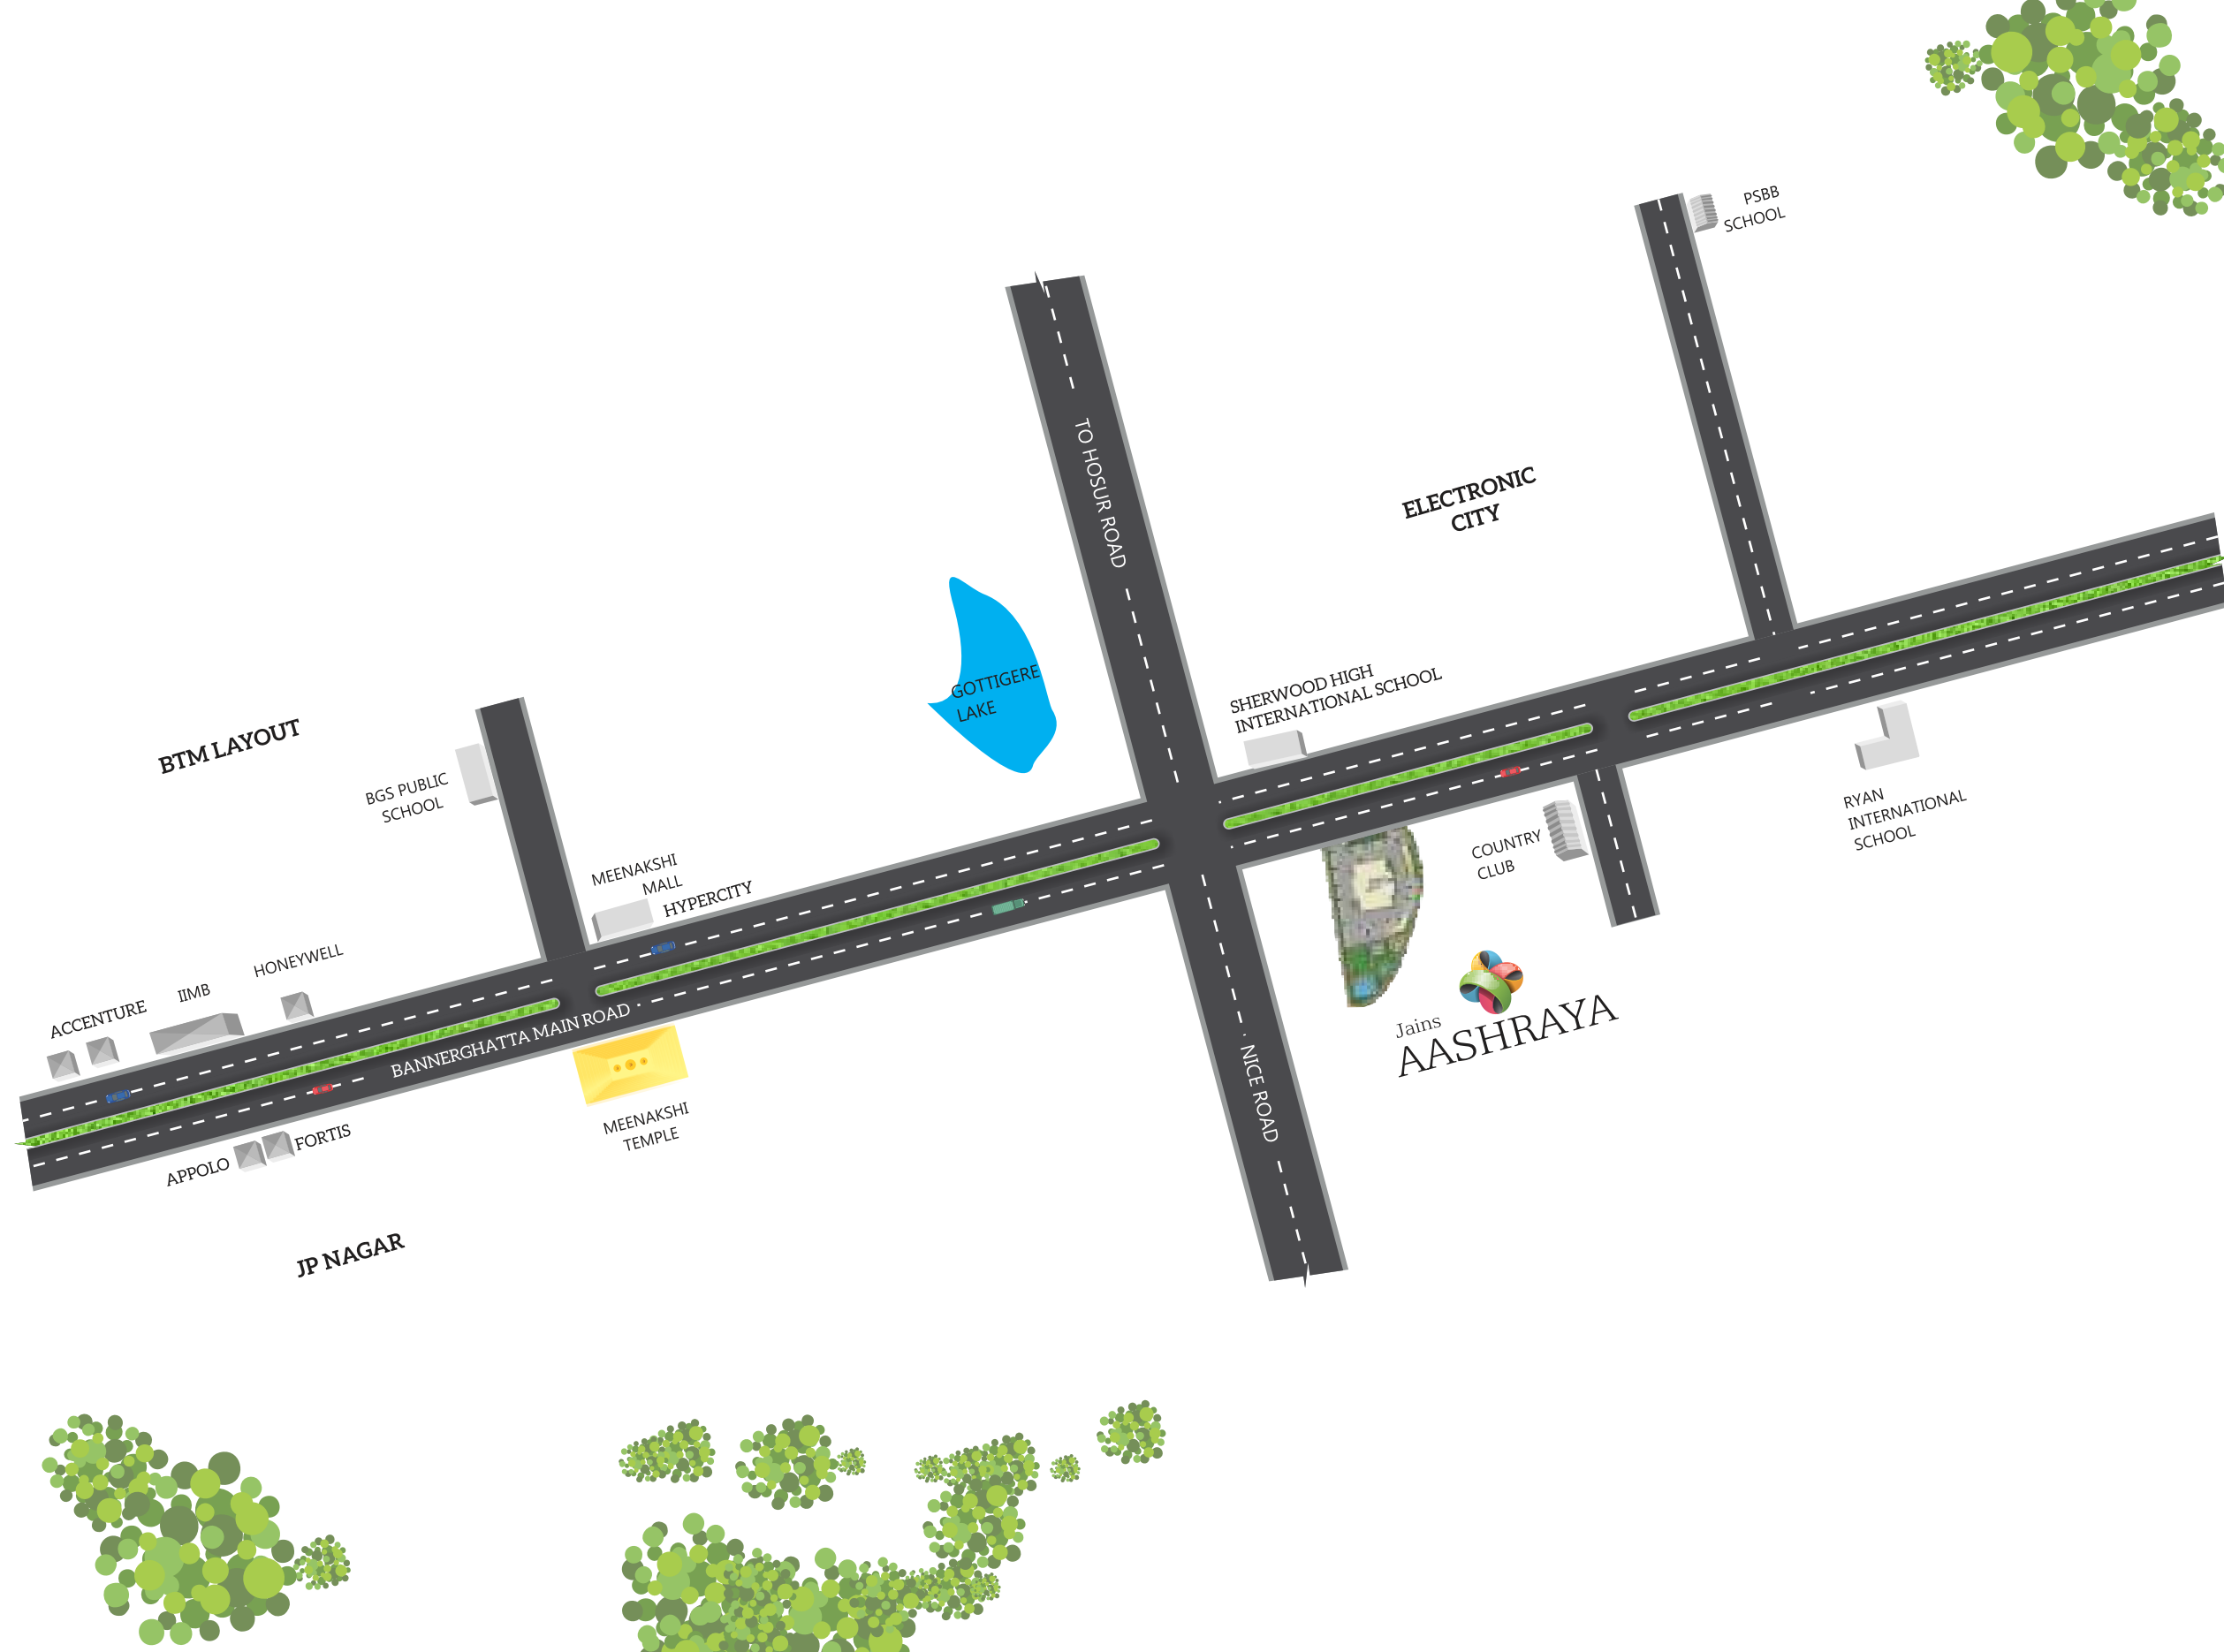 PSBB
SCHOOL
TO HOSUR ROAD
ELECTRONIC
CITY
GOTTIGERE
LAKE
SHERWOOD HIGH
INTERNATIONAL SCHOOL
BTM LAYOUT
BGS PUBLIC
SCHOOL
RYAN
INTERNATIONAL
SCHOOL
COUNTRY
CLUB
MEENAKSHI
MALL
HYPERCITY
HONEYWELL
IIMB
ACCENTURE
BANNERGHATTA MAIN ROAD
Jains
AASHRAYA
NICE ROAD
MEENAKSHI
TEMPLE
APPOLO
FORTIS
JP NAGAR